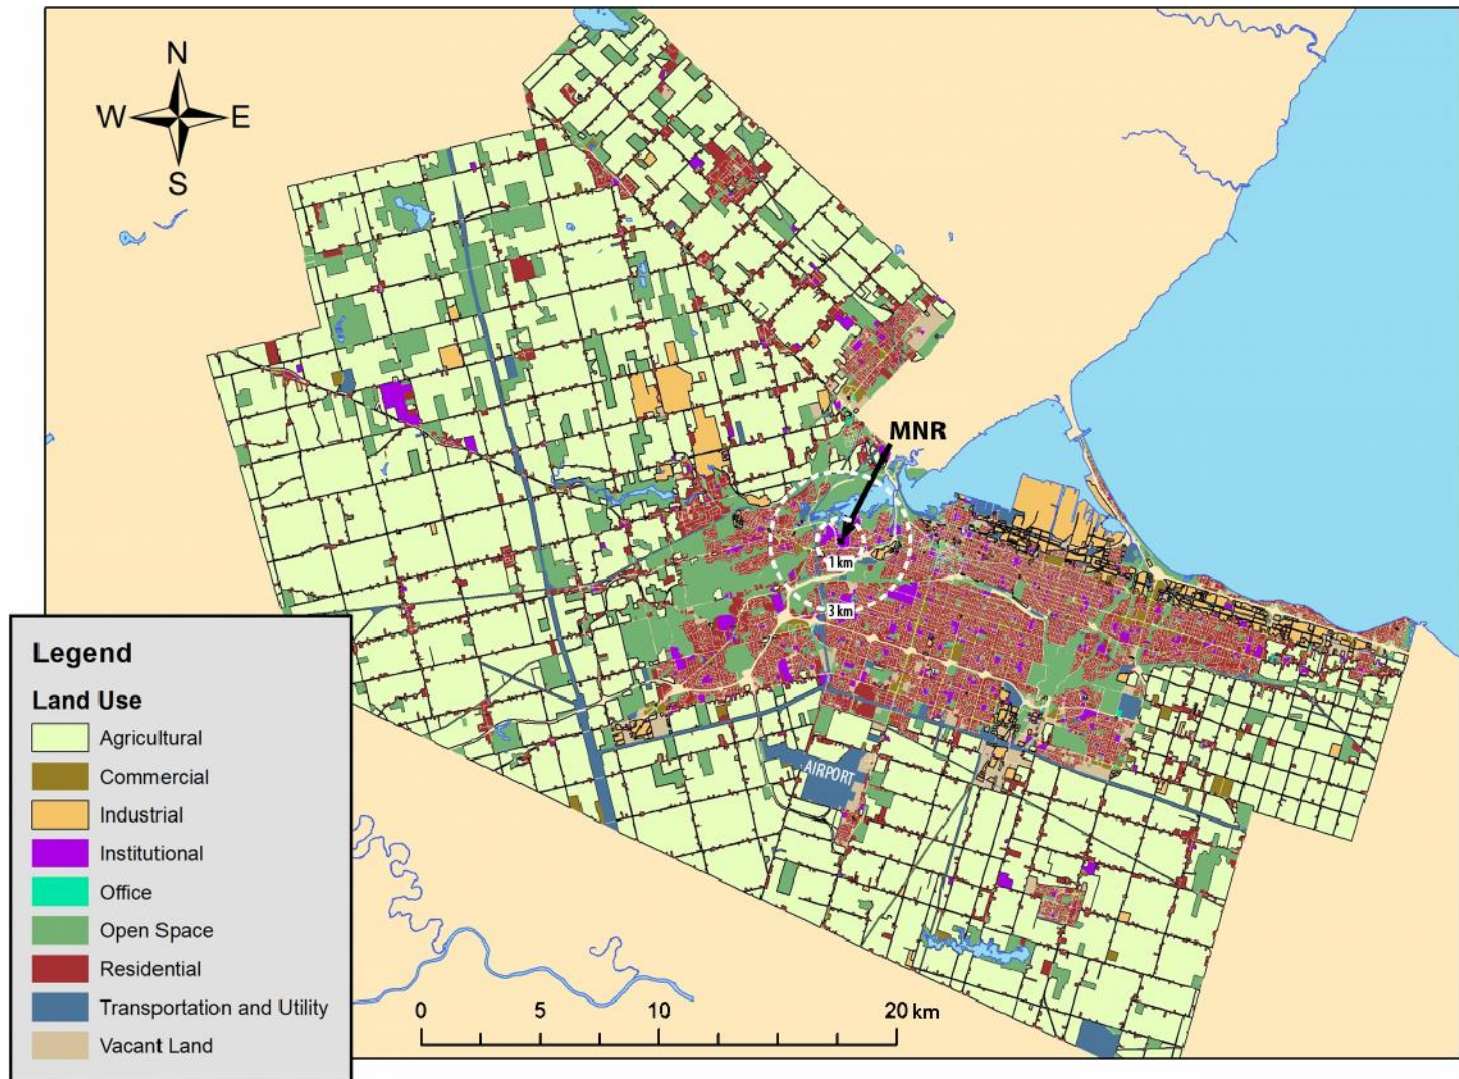 N
W E
S
MNR
1 km
3 km
AIRPORT
Legend
Land Use
Agricultural
Commercial
Industrial
Institutional
Office
Open Space
Residential
Transportation and Utility
Vacant Land
0 5 10 20 km